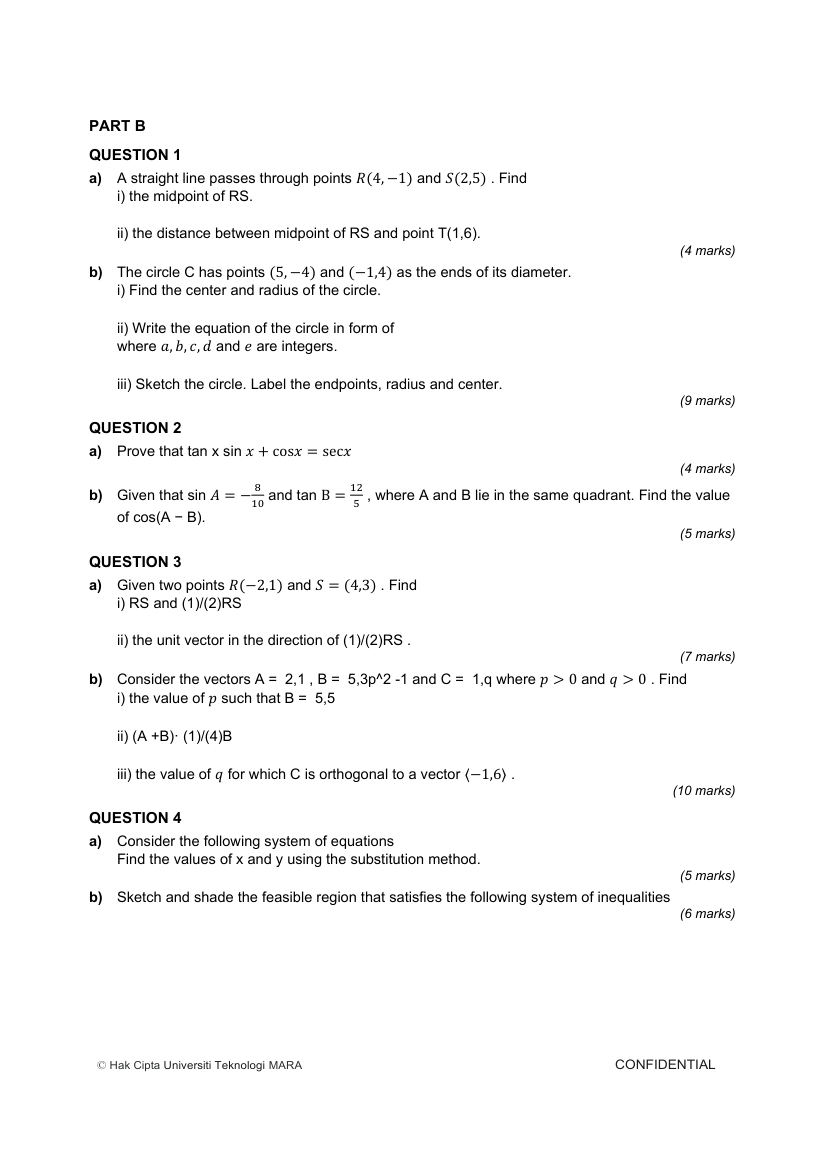 PART B
QUESTION 1
a) A straight line passes through points R(4,−1) and S(2,5) . Find
i) the midpoint of RS.
ii) the distance between midpoint of RS and point T(1,6).
(4 marks)
b) The circle C has points (5,−4) and (−1,4) as the ends of its diameter.
i) Find the center and radius of the circle.
ii) Write the equation of the circle in form of
where a, b, c, d and e are integers.
iii) Sketch the circle. Label the endpoints, radius and center.
(9 marks)
QUESTION 2
a) Prove that tan x sin x + cosx = secx
(4 marks)
b) Given that sin A = −8/10 and tan B = 12/5 , where A and B lie in the same quadrant. Find the value
of cos(A − B).
(5 marks)
QUESTION 3
a) Given two points R(−2,1) and S = (4,3) . Find
i) RS and (1)/(2)RS
ii) the unit vector in the direction of (1)/(2)RS .
(7 marks)
b) Consider the vectors A = 2,1 , B = 5,3p^2 -1 and C = 1,q where p > 0 and q > 0 . Find
i) the value of p such that B = 5,5
ii) (A +B)· (1)/(4)B
iii) the value of q for which C is orthogonal to a vector ⟨−1,6⟩ .
(10 marks)
QUESTION 4
a) Consider the following system of equations
Find the values of x and y using the substitution method.
(5 marks)
b) Sketch and shade the feasible region that satisfies the following system of inequalities
(6 marks)
© Hak Cipta Universiti Teknologi MARA CONFIDENTIAL